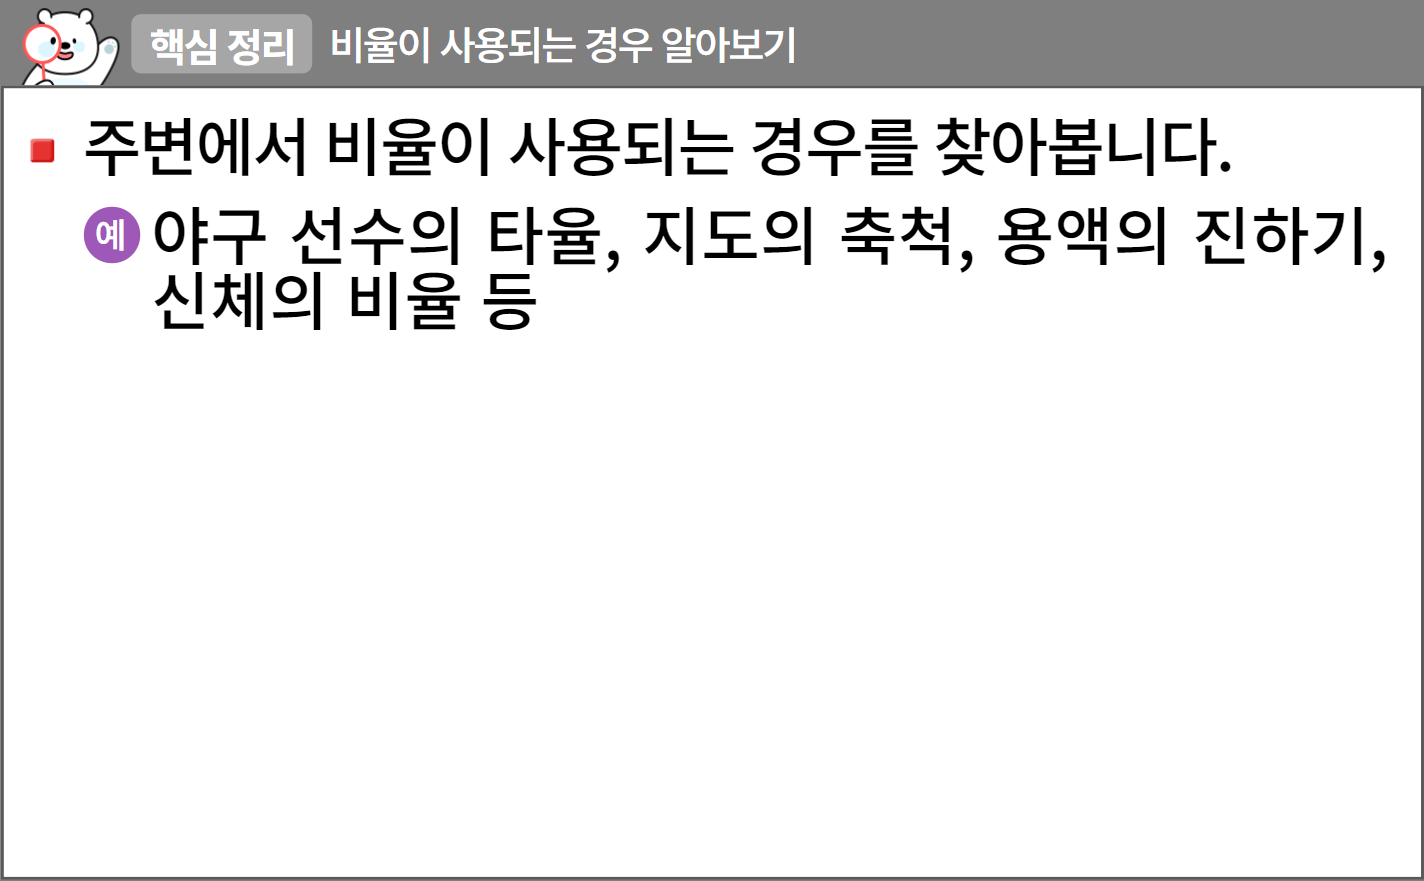 핵심 정리 비율이 사용되는 경우 알아보기
주변에서 비율이 사용되는 경우를 찾아봅니다.
예 야구 선수의 타율, 지도의 축척, 용액의 진하기,
신체의 비율 등